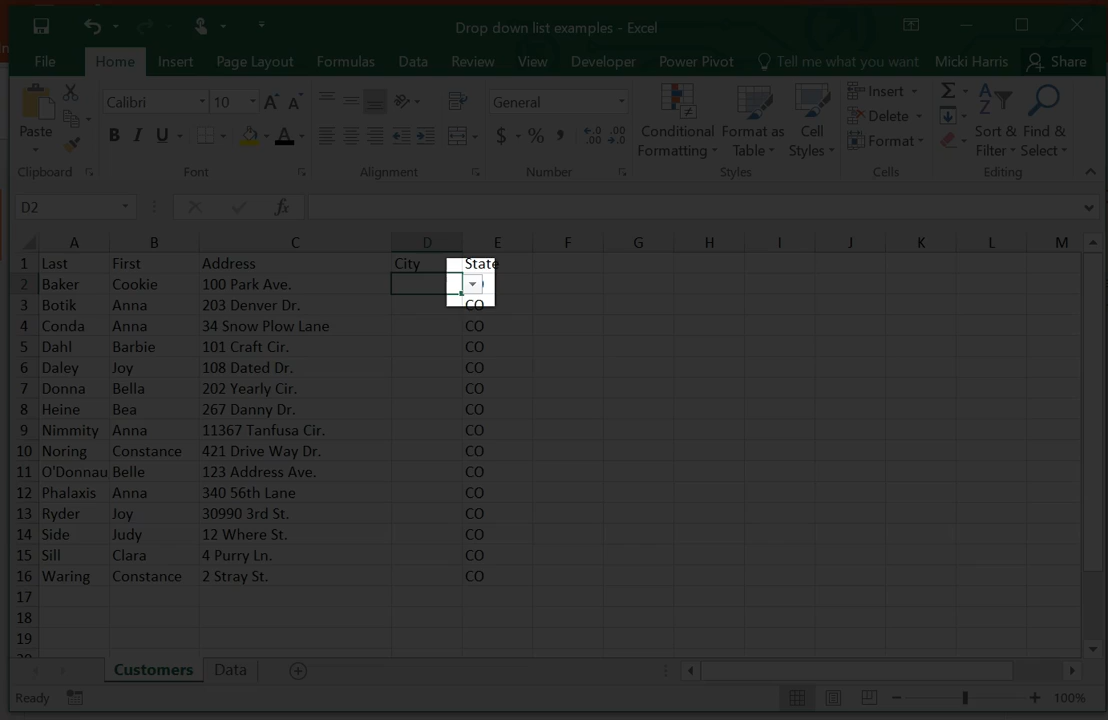 Drop down list examples - Excel
File Home Insert Page Layout Formulas Data Review View Developer Power Pivot Tell me what you want Micki Harris Share
Paste
Clipboard
Calibri 10
B I U
Font
Alignment
General
$ % ,
Number
Conditional Formatting
Format as Table
Cell Styles
Styles
Insert
Delete
Format
Cells
Sort & Filter
Find & Select
Editing
D2 fx
A B C D E F G H I J K L M
1 Last First Address City State
2 Baker Cookie 100 Park Ave.
3 Botik Anna 203 Denver Dr. CO
4 Conda Anna 34 Snow Plow Lane CO
5 Dahl Barbie 101 Craft Cir. CO
6 Daley Joy 108 Dated Dr. CO
7 Donna Bella 202 Yearly Cir. CO
8 Heine Bea 267 Danny Dr. CO
9 Nimmity Anna 11367 Tanfusa Cir. CO
10 Noring Constance 421 Drive Way Dr. CO
11 O'Donnau Belle 123 Address Ave. CO
12 Phalaxis Anna 340 56th Lane CO
13 Ryder Joy 30990 3rd St. CO
14 Side Judy 12 Where St. CO
15 Sill Clara 4 Purry Ln. CO
16 Waring Constance 2 Stray St. CO
17
18
19
Customers Data
Ready 100%